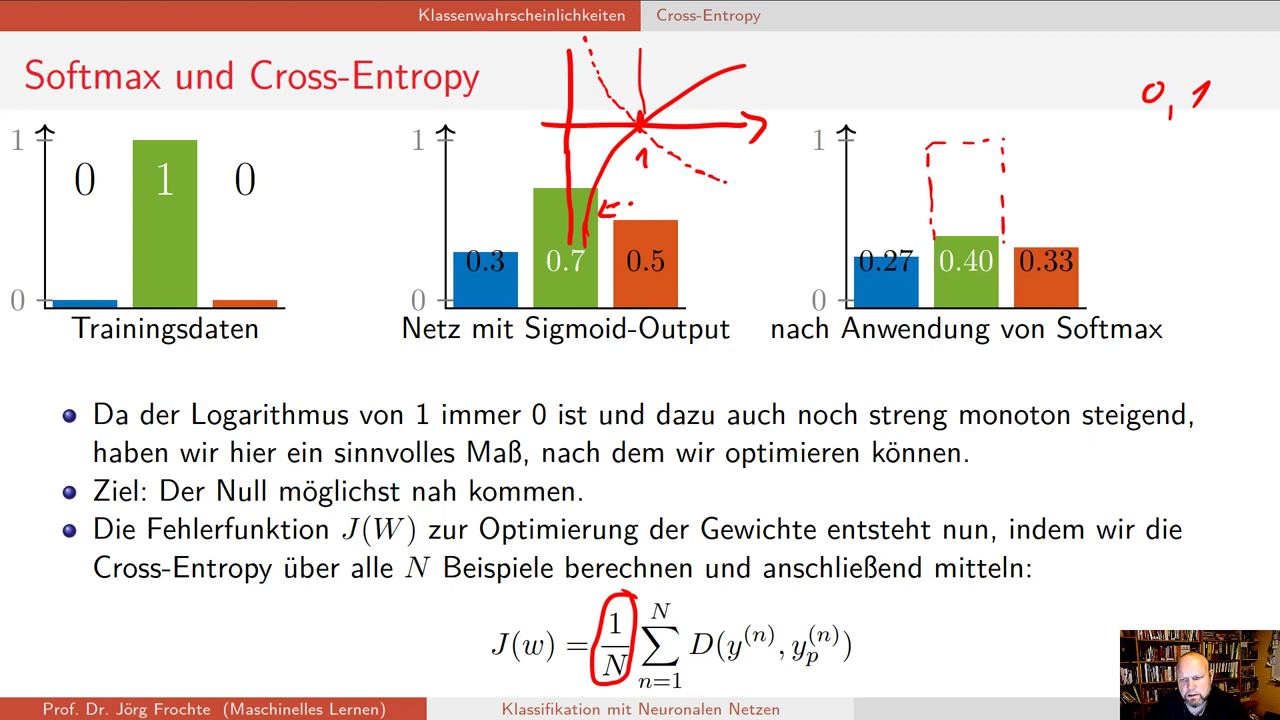 Klassenwahrscheinlichkeiten Cross-Entropy
Softmax und Cross-Entropy
0, 1
1
0 1 0
0
Trainingsdaten
1
1
0.3 0.7 0.5
0
Netz mit Sigmoid-Output
1
0.27 0.40 0.33
0
nach Anwendung von Softmax
Da der Logarithmus von 1 immer 0 ist und dazu auch noch streng monoton steigend,
haben wir hier ein sinnvolles Maß, nach dem wir optimieren können.
Ziel: Der Null möglichst nah kommen.
Die Fehlerfunktion J(W) zur Optimierung der Gewichte entsteht nun, indem wir die
Cross-Entropy über alle N Beispiele berechnen und anschließend mitteln:
J(w) = 1/N ∑_{n=1}^{N} D(y^{(n)}, y_p^{(n)})
Prof. Dr. Jörg Frochte (Maschinelles Lernen) Klassifikation mit Neuronalen Netzen